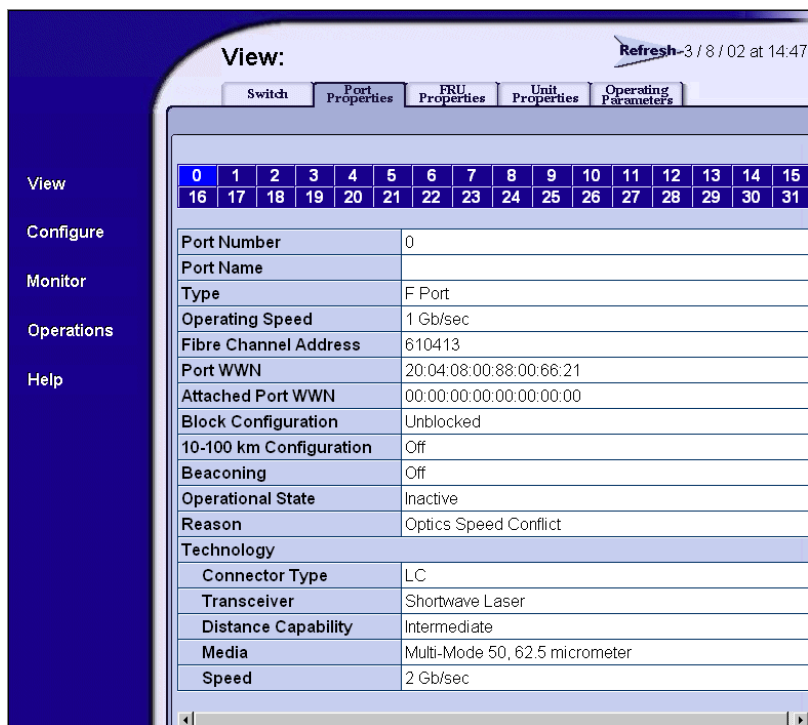 View:
Refresh-3 / 8 / 02 at 14:47
Switch
Port Properties
FRU Properties
Unit Properties
Operating Parameters
View
Configure
Monitor
Operations
Help
0 1 2 3 4 5 6 7 8 9 10 11 12 13 14 15
16 17 18 19 20 21 22 23 24 25 26 27 28 29 30 31
Port Number 0
Port Name
Type F Port
Operating Speed 1 Gb/sec
Fibre Channel Address 610413
Port WWN 20:04:08:00:88:00:66:21
Attached Port WWN 00:00:00:00:00:00:00:00
Block Configuration Unblocked
10-100 km Configuration Off
Beaconing Off
Operational State Inactive
Reason Optics Speed Conflict
Technology
Connector Type LC
Transceiver Shortwave Laser
Distance Capability Intermediate
Media Multi-Mode 50, 62.5 micrometer
Speed 2 Gb/sec